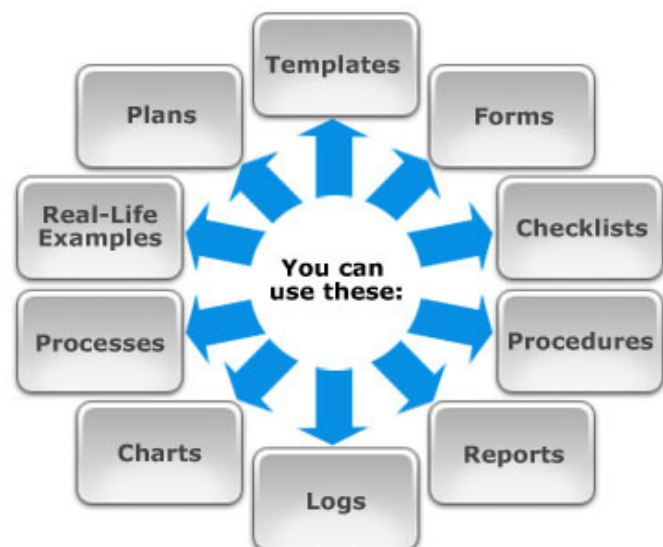 Templates
Forms
Checklists
Procedures
Reports
Logs
Charts
Processes
Real-Life
Examples
Plans
You can
use these: